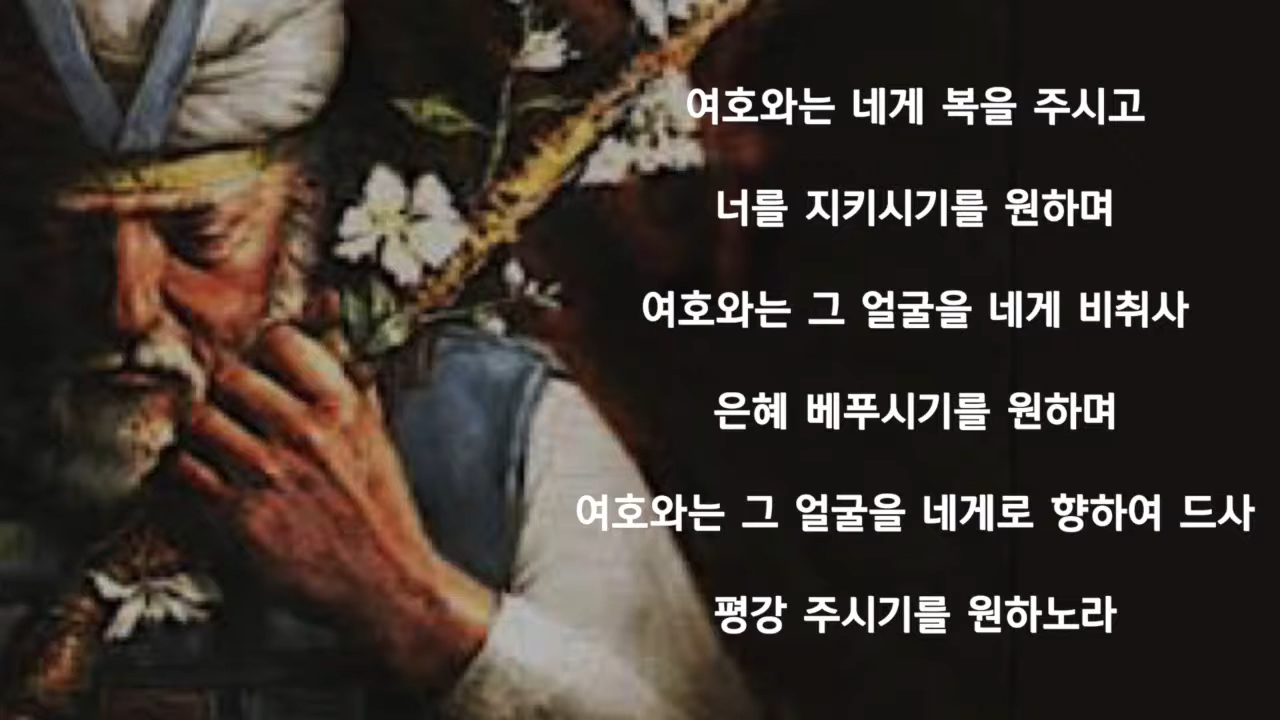 여호와는 네게 복을 주시고
너를 지키시기를 원하며
여호와는 그 얼굴을 네게 비취사
은혜 베푸시기를 원하며
여호와는 그 얼굴을 네게로 향하여 드사
평강 주시기를 원하노라